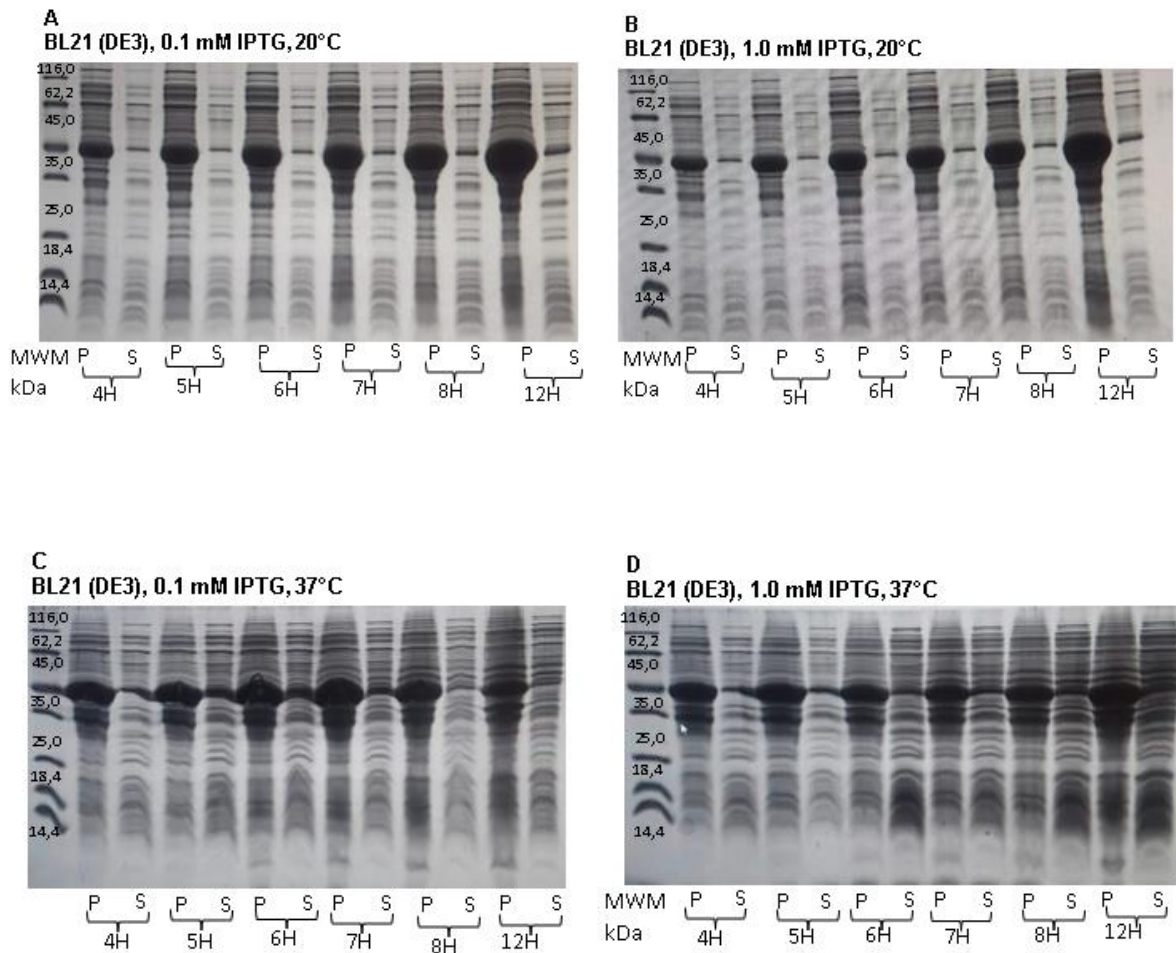 A
BL21 (DE3), 0.1 mM IPTG, 20°C
116,0
62,2
45,0
35,0
25,0
18,4
14,4
MWM P S P S P S P S P S P S
kDa 4H 5H 6H 7H 8H 12H
B
BL21 (DE3), 1.0 mM IPTG, 20°C
116,0
62,2
45,0
35,0
25,0
18,4
14,4
MWM P S P S P S P S P S P S
kDa 4H 5H 6H 7H 8H 12H
C
BL21 (DE3), 0.1 mM IPTG, 37°C
116,0
62,2
45,0
35,0
25,0
18,4
14,4
P S P S P S P S P S P S
4H 5H 6H 7H 8H 12H
D
BL21 (DE3), 1.0 mM IPTG, 37°C
116,0
62,2
45,0
35,0
25,0
18,4
14,4
MWM P S P S P S P S P S P S
kDa 4H 5H 6H 7H 8H 12H